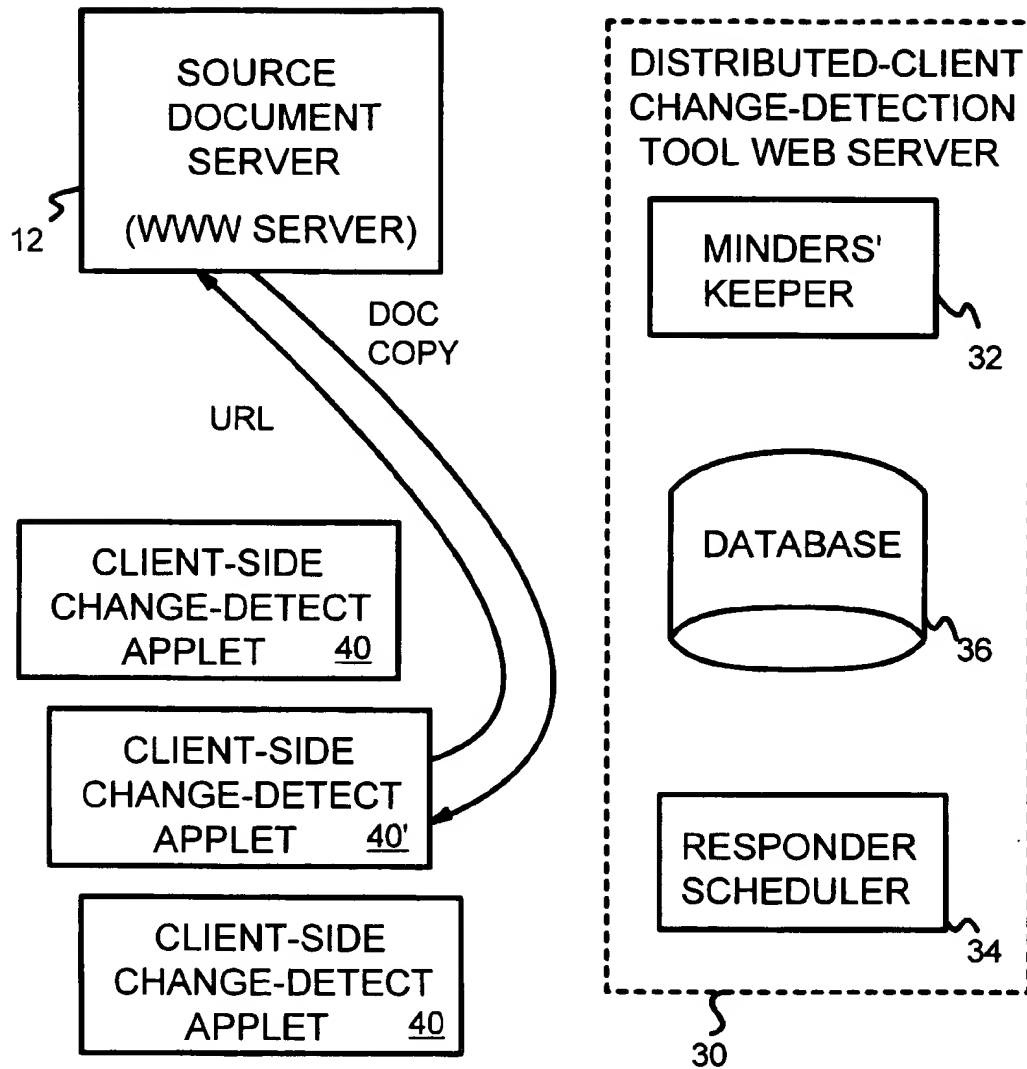 SOURCE
DOCUMENT
SERVER
(WWW SERVER)
12
DOC
COPY
URL
CLIENT-SIDE
CHANGE-DETECT
APPLET 40
CLIENT-SIDE
CHANGE-DETECT
APPLET 40'
CLIENT-SIDE
CHANGE-DETECT
APPLET 40
DISTRIBUTED-CLIENT
CHANGE-DETECTION
TOOL WEB SERVER
MINDERS'
KEEPER
32
DATABASE
36
RESPONDER
SCHEDULER
34
30